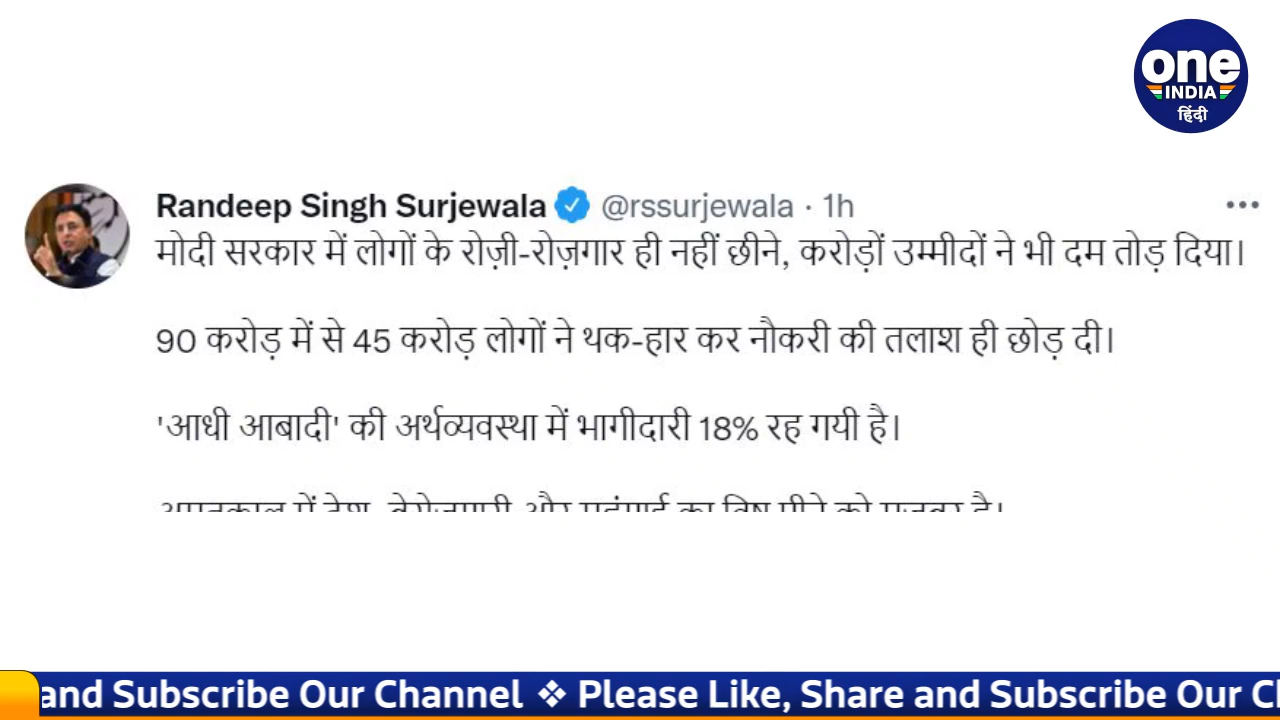 one
INDIA
हिंदी
Randeep Singh Surjewala @rssurjewala · 1h
मोदी सरकार में लोगों के रोज़ी-रोज़गार ही नहीं छीने, करोड़ों उम्मीदों ने भी दम तोड़ दिया।
90 करोड़ में से 45 करोड़ लोगों ने थक-हार कर नौकरी की तलाश ही छोड़ दी।
'आधी आबादी' की अर्थव्यवस्था में भागीदारी 18% रह गयी है।
and Subscribe Our Channel ❖ Please Like, Share and Subscribe Our